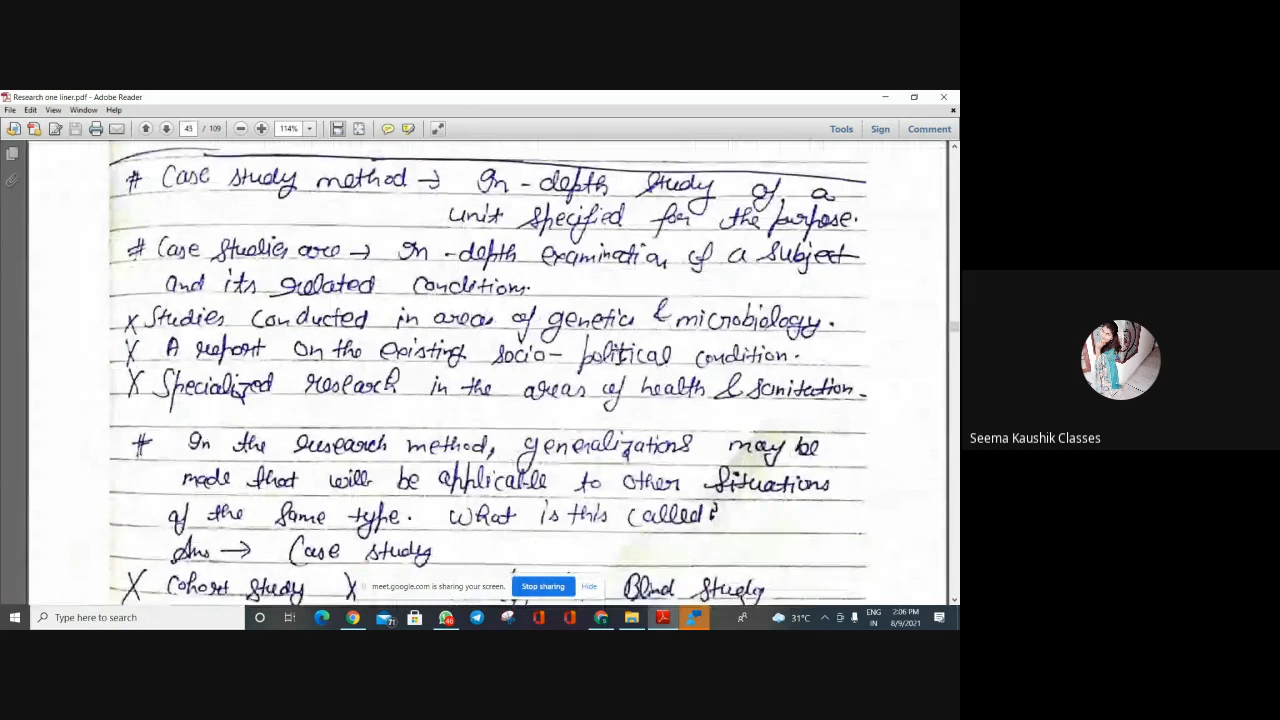 Research one liner.pdf - Adobe Reader
File Edit View Window Help
43 / 109 114% Tools Sign Comment
# Case study method → In-depth study of a
unit specified for the purpose.
# Case Studies are → In-depth examination of a subject
and its related conditions.
X Studies conducted in areas of genetics & microbiology.
X A report on the existing socio-political condition.
X Specialized research in the areas of health & sanitation.
# In the research method, generalizations may be
made that will be applicable to other situations
of the same type. What is this called?
Ans → Case study
X Cohort study X Blind study
meet.google.com is sharing your screen. Stop sharing Hide
Seema Kaushik Classes
Type here to search 31°C ENG IN 2:06 PM 8/9/2021